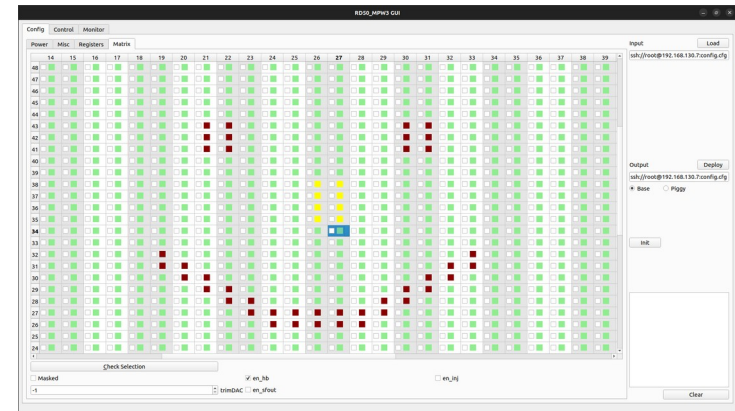 RD50_MPW3 GUI
Config Control Monitor
Power Misc Registers Matrix
Input Load
ssh://root@192.168.130.7:config.cfg
14 15 16 17 18 19 20 21 22 23 24 25 26 27 28 29 30 31 32 33 34 35 36 37 38 39
48
47
46
45
44
43
42
41
40
39
38
37
36
35
34
33
32
31
30
29
28
27
26
25
24
Output Deploy
ssh://root@192.168.130.7:config.cfg
Base Piggy
Init
Check Selection
Masked en_hb en_inj
-1 trimDAC en_sfout
Clear